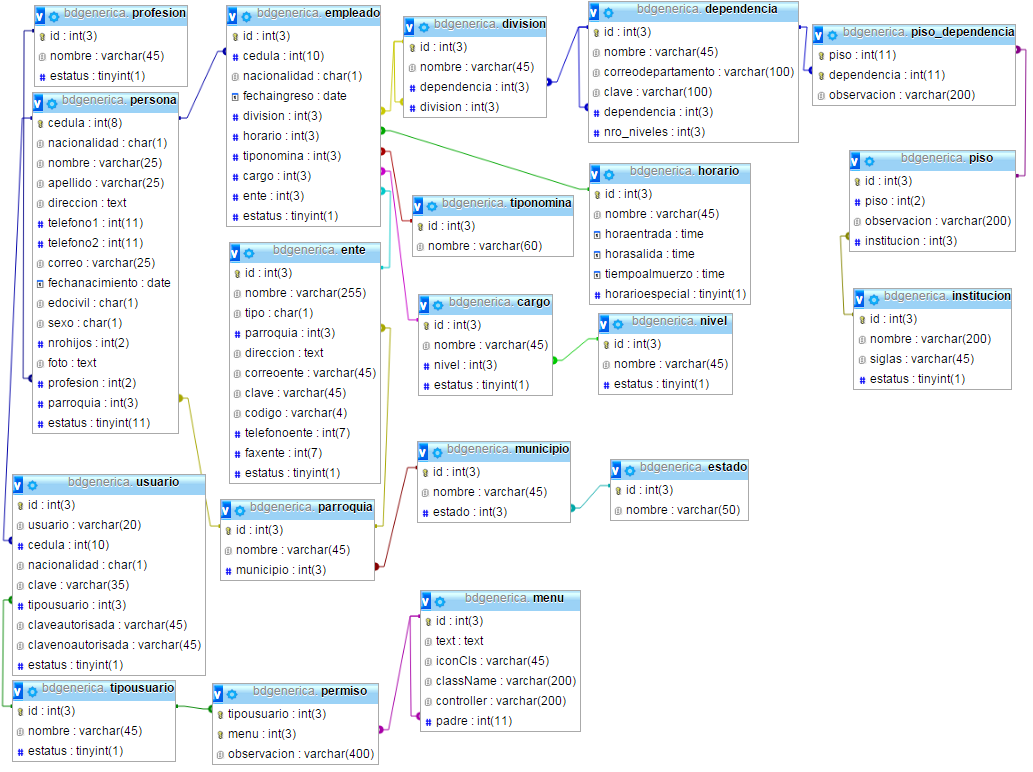 bdgenerica. profesion
id : int(3)
nombre : varchar(45)
estatus : tinyint(1)
bdgenerica. persona
cedula : int(8)
nacionalidad : char(1)
nombre : varchar(25)
apellido : varchar(25)
direccion : text
telefono1 : int(11)
telefono2 : int(11)
correo : varchar(25)
fechanacimiento : date
edocivil : char(1)
sexo : char(1)
nrohijos : int(2)
foto : text
profesion : int(2)
parroquia : int(3)
estatus : tinyint(11)
bdgenerica. usuario
id : int(3)
usuario : varchar(20)
cedula : int(10)
nacionalidad : char(1)
clave : varchar(35)
tipousuario : int(3)
claveautorisada : varchar(45)
clavenoautorisada : varchar(45)
estatus : tinyint(1)
bdgenerica. tipousuario
id : int(3)
nombre : varchar(45)
estatus : tinyint(1)
bdgenerica. empleado
id : int(3)
cedula : int(10)
nacionalidad : char(1)
fechaingreso : date
division : int(3)
horario : int(3)
tiponomina : int(3)
cargo : int(3)
ente : int(3)
estatus : tinyint(1)
bdgenerica. ente
id : int(3)
nombre : varchar(255)
tipo : char(1)
parroquia : int(3)
direccion : text
correoente : varchar(45)
clave : varchar(45)
codigo : varchar(4)
telefonoente : int(7)
faxente : int(7)
estatus : tinyint(1)
bdgenerica. parroquia
id : int(3)
nombre : varchar(45)
municipio : int(3)
bdgenerica. permiso
tipousuario : int(3)
menu : int(3)
observacion : varchar(400)
bdgenerica. division
id : int(3)
nombre : varchar(45)
dependencia : int(3)
division : int(3)
bdgenerica. tiponomina
id : int(3)
nombre : varchar(60)
bdgenerica. cargo
id : int(3)
nombre : varchar(45)
nivel : int(3)
estatus : tinyint(1)
bdgenerica. municipio
id : int(3)
nombre : varchar(45)
estado : int(3)
bdgenerica. menu
id : int(3)
text : text
iconCls : varchar(45)
className : varchar(200)
controller : varchar(200)
padre : int(11)
bdgenerica. dependencia
id : int(3)
nombre : varchar(45)
correodepartamento : varchar(100)
clave : varchar(100)
dependencia : int(3)
nro_niveles : int(3)
bdgenerica. horario
id : int(3)
nombre : varchar(45)
horaentrada : time
horasalida : time
tiempoalmuerzo : time
horarioespecial : tinyint(1)
bdgenerica. nivel
id : int(3)
nombre : varchar(45)
estatus : tinyint(1)
bdgenerica. estado
id : int(3)
nombre : varchar(50)
bdgenerica. piso_dependencia
piso : int(11)
dependencia : int(11)
observacion : varchar(200)
bdgenerica. piso
id : int(3)
piso : int(2)
observacion : varchar(200)
institucion : int(3)
bdgenerica. institucion
id : int(3)
nombre : varchar(200)
siglas : varchar(45)
estatus : tinyint(1)